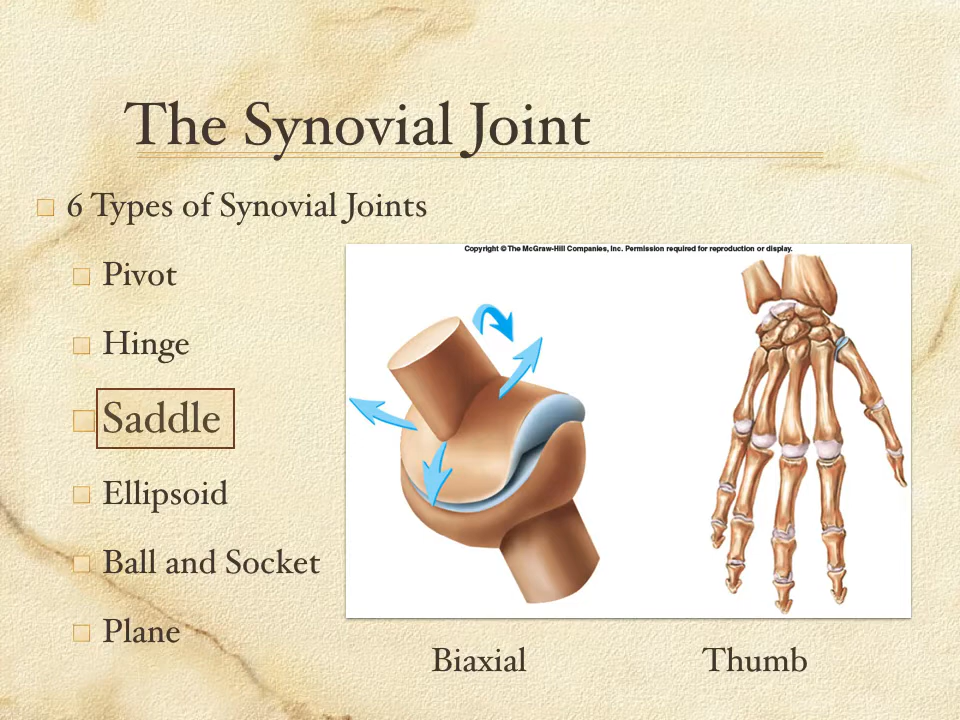 The Synovial Joint
6 Types of Synovial Joints
Copyright © The McGraw-Hill Companies, Inc. Permission required for reproduction or display.
Pivot
Hinge
Saddle
Ellipsoid
Ball and Socket
Plane
Biaxial
Thumb